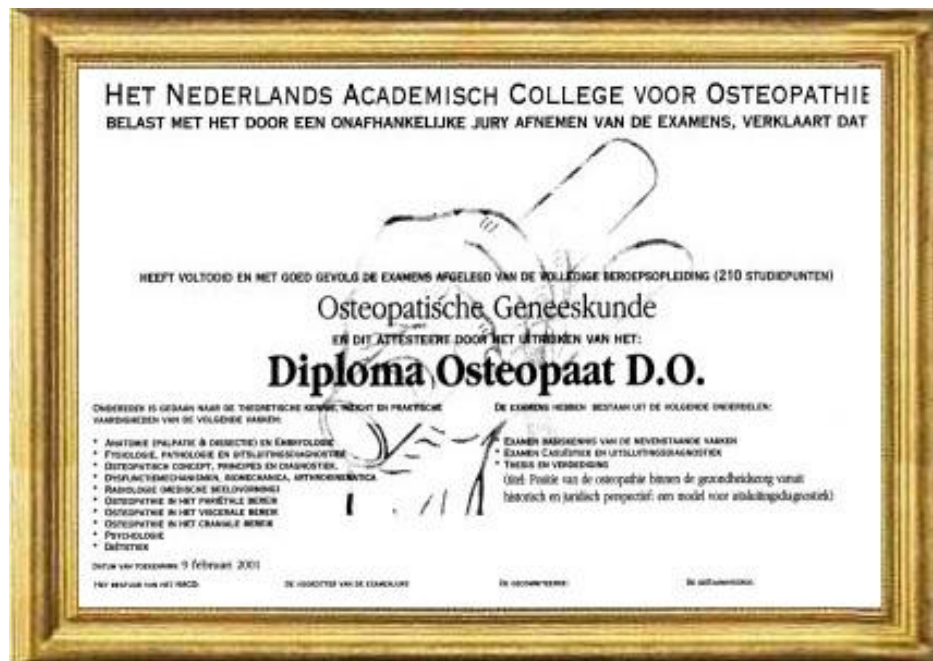 HET NEDERLANDS ACADEMISCH COLLEGE VOOR OSTEOPATHIE
BELAST MET HET DOOR EEN ONAFHANKELIJKE JURY AFNEMEN VAN DE EXAMENS, VERKLAART DAT
HEEFT VOLTOOID EN MET GOED GEVOLG DE EXAMENS AFGELEGD VAN DE VOLLEDIGE BEROEPSOPLEIDING (210 STUDIEPUNTEN)
Osteopatische Geneeskunde
EN DIT ATTESTEERT DOOR HET UITREIKEN VAN HET:
Diploma Osteopaat D.O.
ONDERZOEK IS GEDAAN NAAR DE THEORETISCHE KENNIS, INZICHT EN PRAKTISCHE
VAARDIGHEDEN VAN DE VOLGENDE VAKKEN:
* ANATOMIE (PALPATIE & DISSECTIE) EN EMBRYOLOGIE
* FYSIOLOGIE, PATHOLOGIE EN UITSLUITINGSDIAGNOSTIEK
* OSTEOPATISCH CONCEPT, PRINCIPES EN DIAGNOSTIEK,
* DYSFUNCTIEMECHANISMEN, BIOMECHANICA, ARTHROKINEMATICA
* RADIOLOGIE (MEDISCHE BEELDVORMING)
* OSTEOPATHIE IN HET PARIËTALE BEREIK
* OSTEOPATHIE IN HET VISCERALE BEREIK
* OSTEOPATHIE IN HET CRANIALE BEREIK
* PSYCHOLOGIE
* DIËTETIEK
DE EXAMENS HEBBEN BESTAAN UIT DE VOLGENDE ONDERDELEN:
* EXAMEN BASISKENNIS VAN DE NEVENSTAANDE VAKKEN
* EXAMEN CASUÏSTIEK EN UITSLUITINGSDIAGNOSTIEK
* THESIS EN VERDEDIGING
(titel: Positie van de osteopathie binnen de gezondheidszorg vanuit
historisch en juridisch perspectief: een model voor uitsluitingsdiagnostiek)
DATUM VAN TOEKENNING: 9 februari 2001
HET BESTUUR VAN HET NACO:
DE VOORZITTER VAN DE EXAMENJURY
DE GECOMMITTEERDE:
DE GEDIPLOMEERDE: